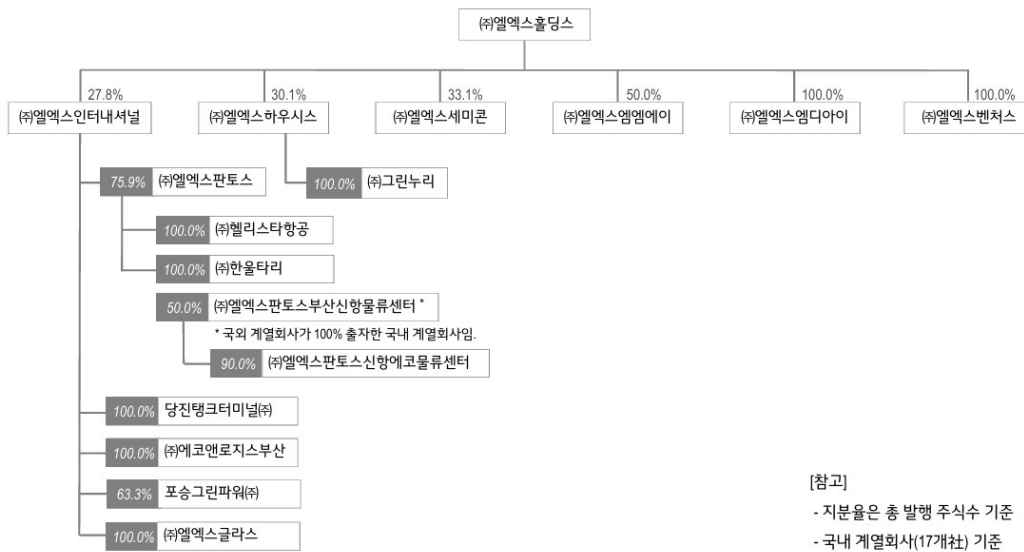 ㈜엘엑스홀딩스
27.8%
30.1%
33.1%
50.0%
100.0%
100.0%
㈜엘엑스인터내셔널
㈜엘엑스하우시스
㈜엘엑스세미콘
㈜엘엑스엠엠에이
㈜엘엑스엠디아이
㈜엘엑스벤처스
75.9% ㈜엘엑스판토스
100.0% ㈜그린누리
100.0% ㈜헬리스타항공
100.0% ㈜한울타리
50.0% ㈜엘엑스판토스부산신항물류센터 *
* 국외 계열회사가 100% 출자한 국내 계열회사임.
90.0% ㈜엘엑스판토스신항에코물류센터
100.0% 당진탱크터미널㈜
100.0% ㈜에코앤로지스부산
63.3% 포승그린파워㈜
100.0% ㈜엘엑스글라스
[참고]
- 지분율은 총 발행 주식수 기준
- 국내 계열회사(17개社) 기준